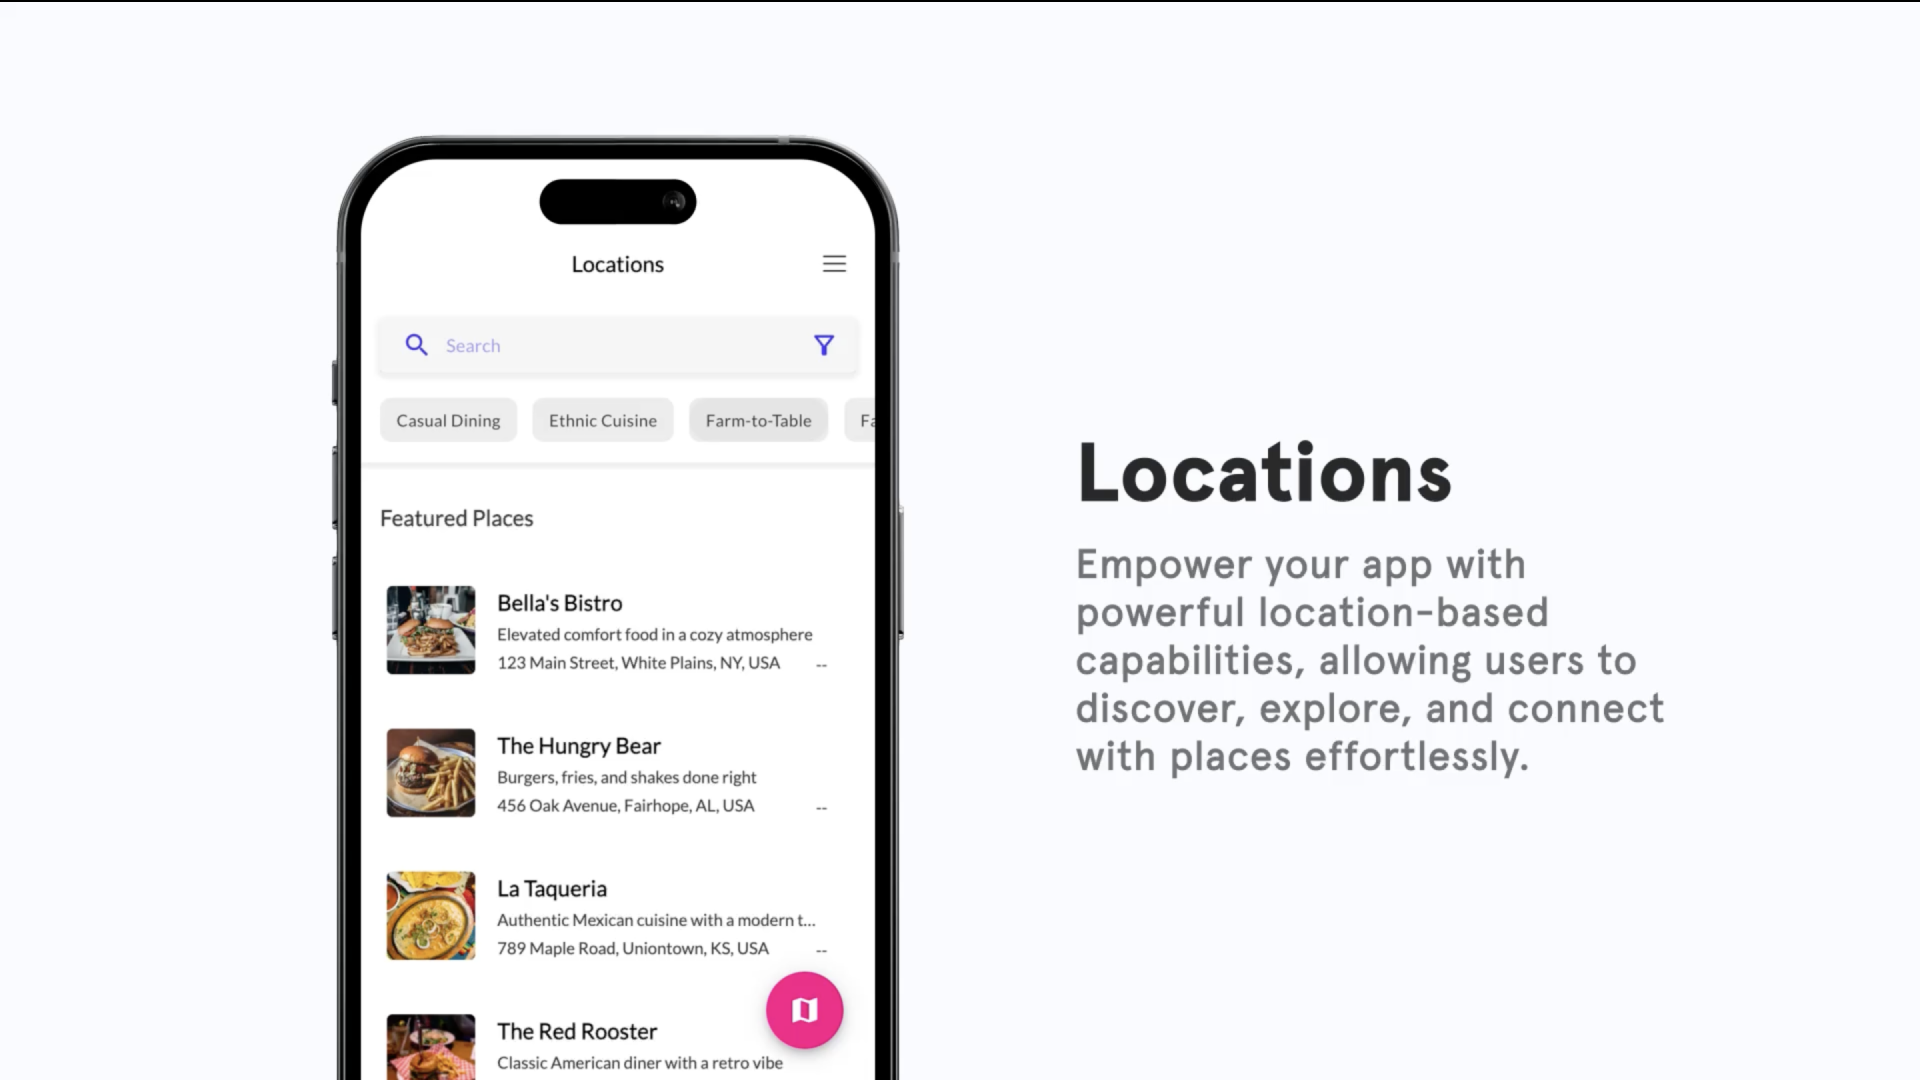 Locations
Search
Casual Dining
Ethnic Cuisine
Farm-to-Table
Fa
Featured Places
Bella's Bistro
Elevated comfort food in a cozy atmosphere
123 Main Street, White Plains, NY, USA --
The Hungry Bear
Burgers, fries, and shakes done right
456 Oak Avenue, Fairhope, AL, USA --
La Taqueria
Authentic Mexican cuisine with a modern t...
789 Maple Road, Uniontown, KS, USA --
The Red Rooster
Classic American diner with a retro vibe
Locations
Empower your app with
powerful location-based
capabilities, allowing users to
discover, explore, and connect
with places effortlessly.